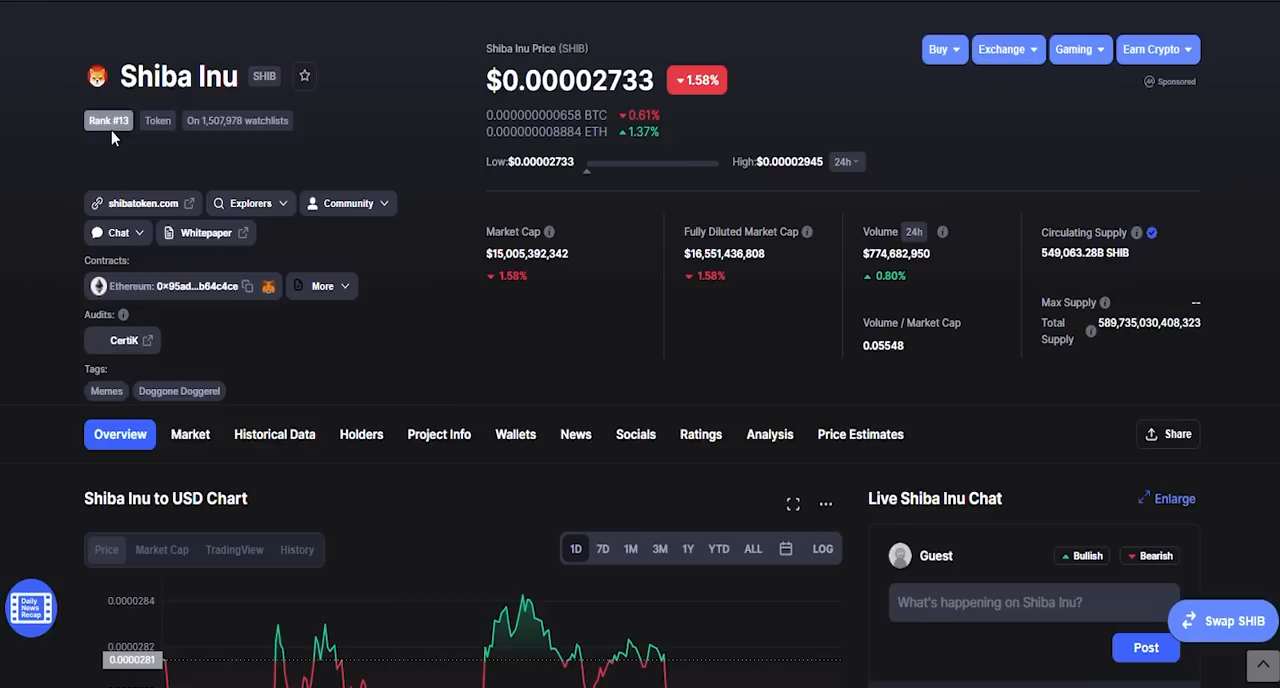 Shiba Inu SHIB
Rank #13 Token On 1,507,978 watchlists
shibatoken.com Explorers Community
Chat Whitepaper
Contracts:
Ethereum: 0x95ad...b64c4ce More
Audits:
CertiK
Tags:
Memes Doggone Doggerel
Shiba Inu Price (SHIB)
$0.00002733 1.58%
0.000000000658 BTC 0.61%
0.000000008884 ETH 1.37%
Low:$0.00002733 High:$0.00002945 24h
Buy Exchange Gaming Earn Crypto
Sponsored
Market Cap
$15,005,392,342
1.58%
Fully Diluted Market Cap
$16,551,436,808
1.58%
Volume 24h
$774,682,950
0.80%
Volume / Market Cap
0.05548
Circulating Supply
549,063.28B SHIB
Max Supply --
Total Supply 589,735,030,408,323
Overview Market Historical Data Holders Project Info Wallets News Socials Ratings Analysis Price Estimates Share
Shiba Inu to USD Chart
Price Market Cap TradingView History
1D 7D 1M 3M 1Y YTD ALL LOG
0.0000284
0.0000282
0.0000281
Live Shiba Inu Chat Enlarge
Guest Bullish Bearish
What's happening on Shiba Inu?
Post
Swap SHIB
Daily
News
Recap